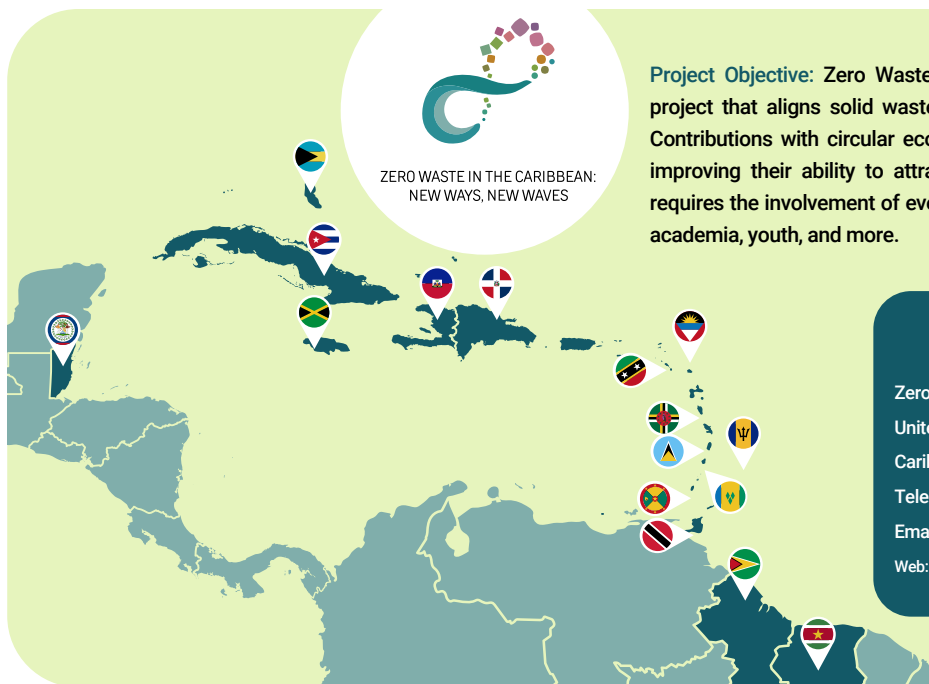 ZERO WASTE IN THE CARIBBEAN:
NEW WAYS, NEW WAVES
Project Objective: Zero Waste
project that aligns solid waste
Contributions with circular eco
improving their ability to attra
requires the involvement of eve
academia, youth, and more.
Zero
Unite
Carib
Tele
Ema
Web: